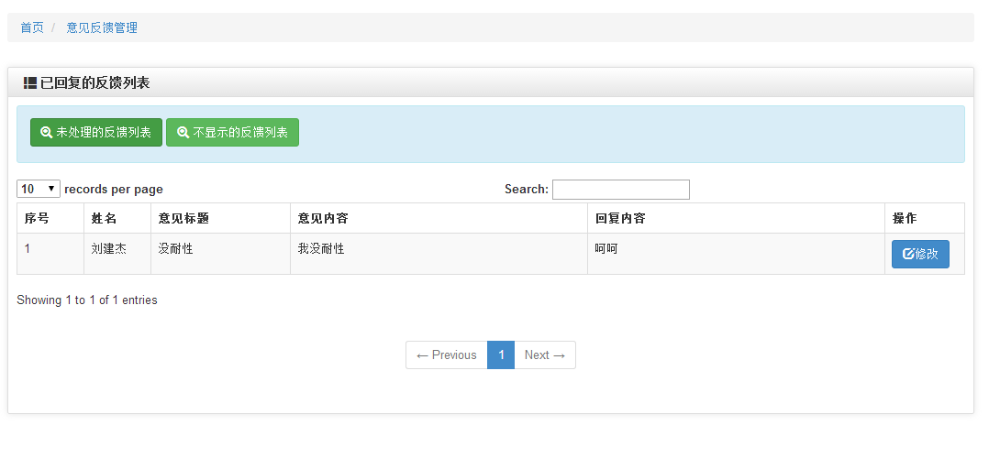 首页 / 意见反馈管理
已回复的反馈列表
未处理的反馈列表 不显示的反馈列表
10 records per page Search:
序号 姓名 意见标题 意见内容 回复内容 操作
1 刘建杰 没耐性 我没耐性 呵呵 修改
Showing 1 to 1 of 1 entries
← Previous 1 Next →